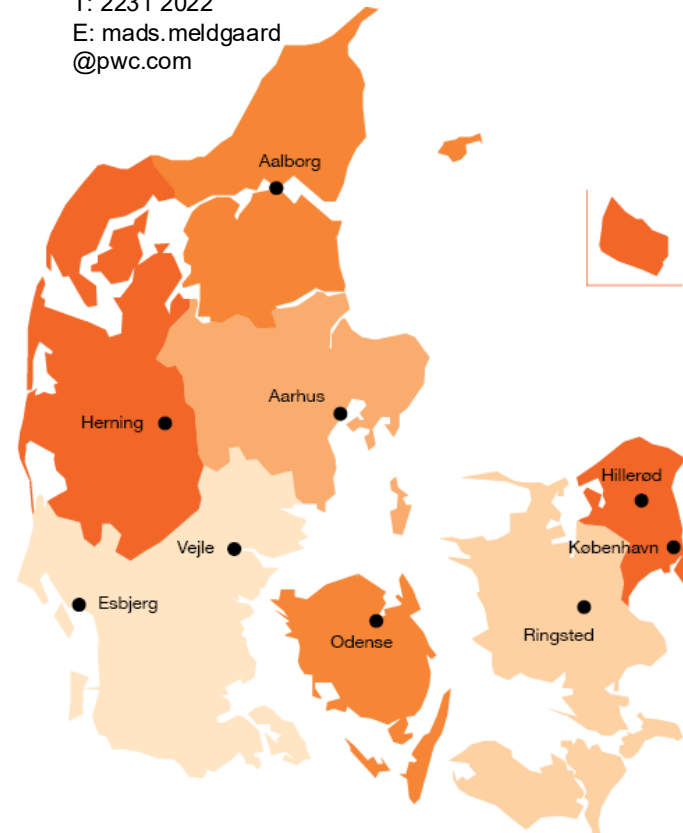 T: 2231 2022
E: mads.meldgaard
@pwc.com
Aalborg
Aarhus
Herning
Hillerød
Vejle
København
Esbjerg
Ringsted
Odense